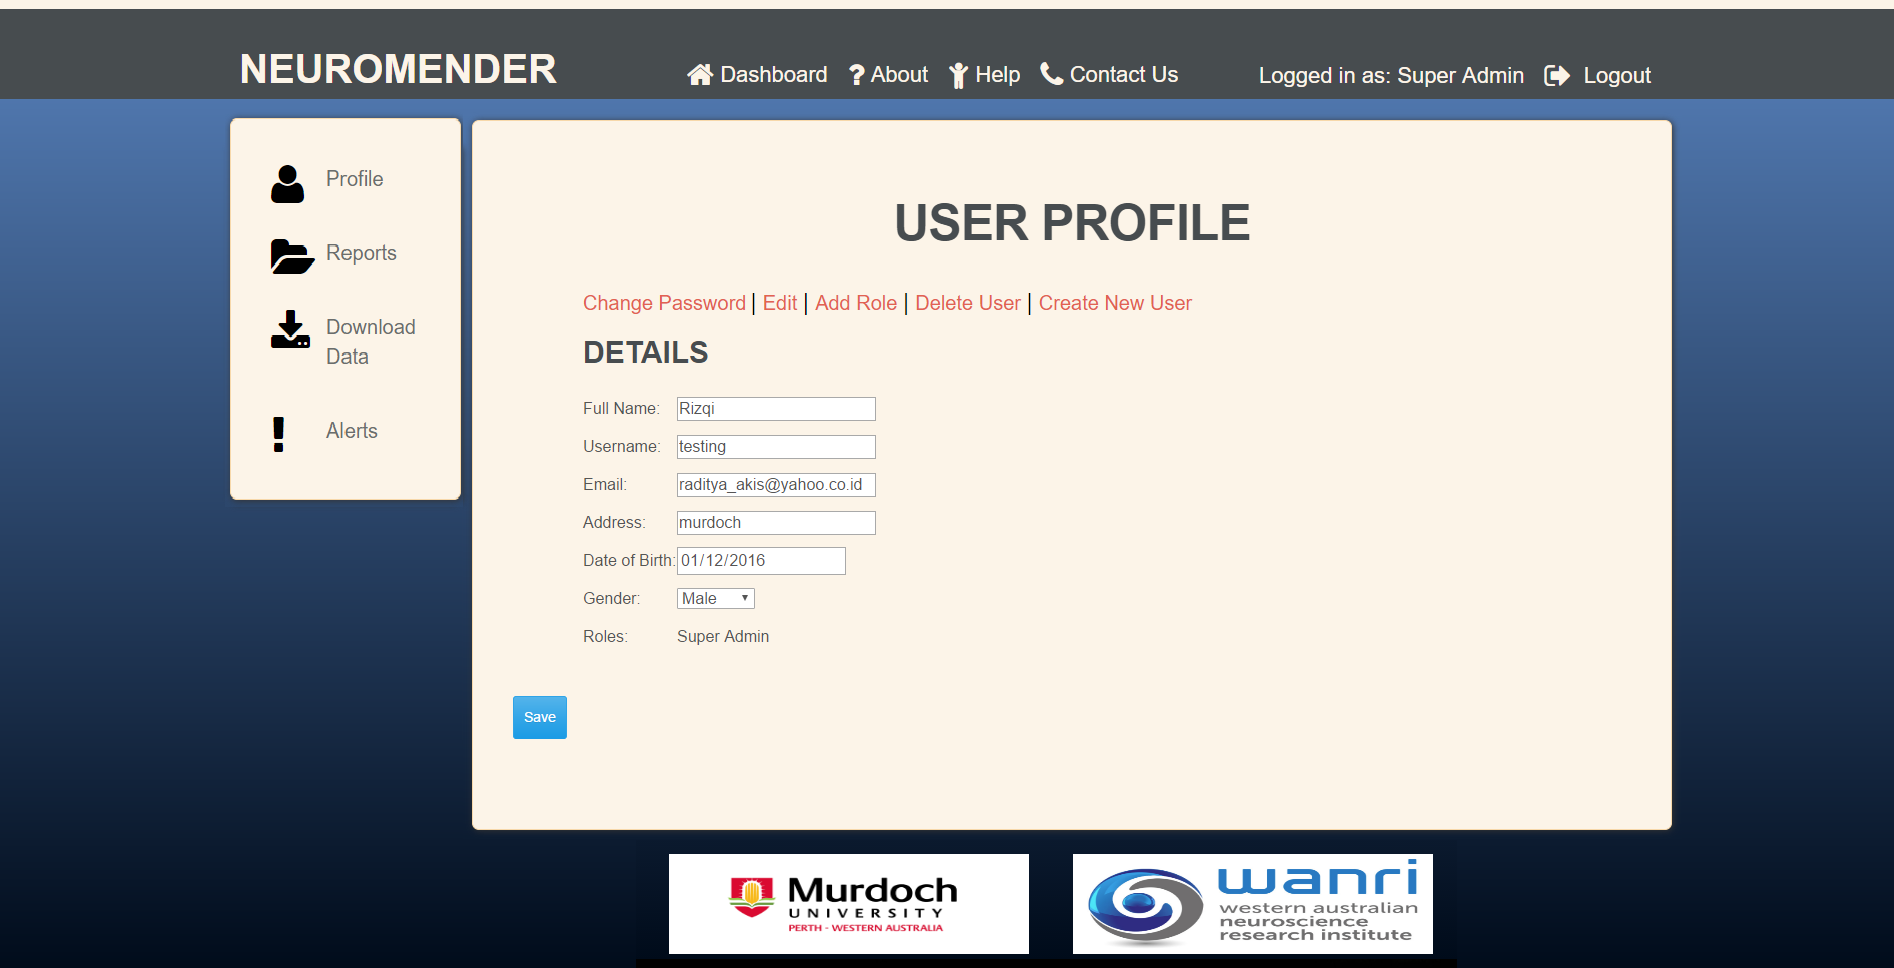 NEUROMENDER
Dashboard ? About Help Contact Us
Logged in as: Super Admin Logout
Profile
Reports
Download
Data
! Alerts
USER PROFILE
Change Password | Edit | Add Role | Delete User | Create New User
DETAILS
Full Name: Rizqi
Username: testing
Email: raditya_akis@yahoo.co.id
Address: murdoch
Date of Birth: 01/12/2016
Gender: Male
Roles: Super Admin
Save
Murdoch
UNIVERSITY
PERTH - WESTERN AUSTRALIA
wanri
western australian
neuroscience
research institute